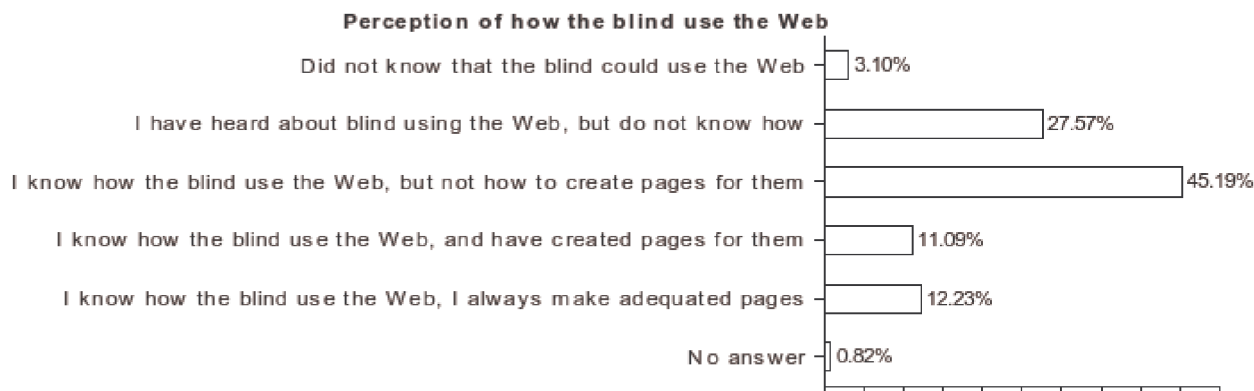 Perception of how the blind use the Web
Did not know that the blind could use the Web 3.10%
I have heard about blind using the Web, but do not know how 27.57%
I know how the blind use the Web, but not how to create pages for them 45.19%
I know how the blind use the Web, and have created pages for them 11.09%
I know how the blind use the Web, I always make adequated pages 12.23%
No answer 0.82%